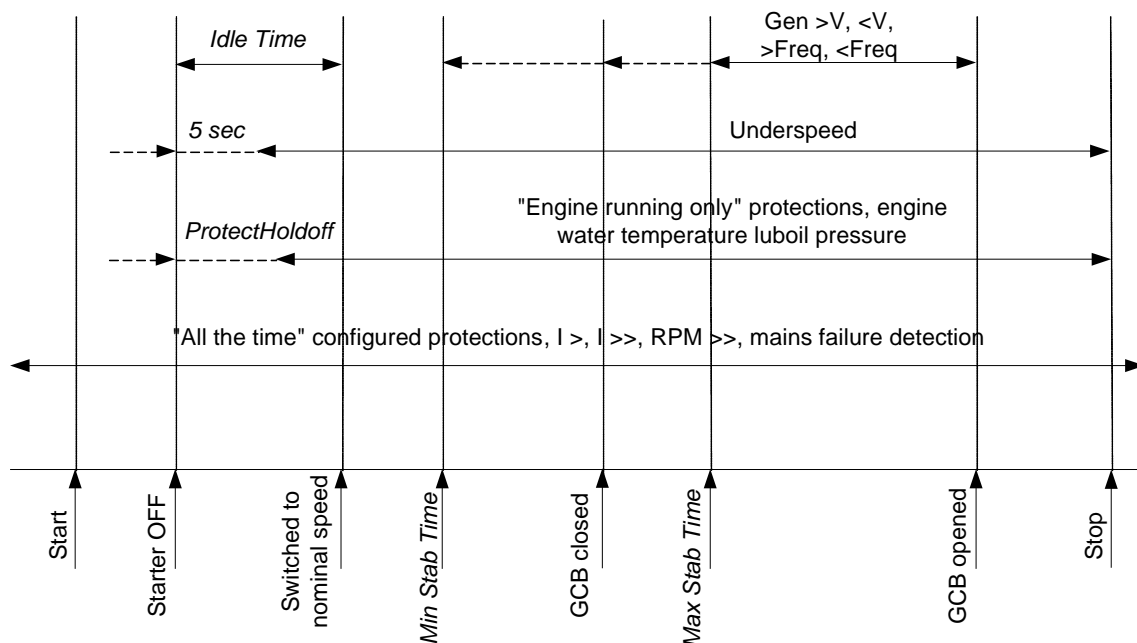 Gen >V, <V,
>Freq, <Freq
Idle Time
5 sec
Underspeed
"Engine running only" protections, engine
water temperature luboil pressure
ProtectHoldoff
"All the time" configured protections, I >, I >>, RPM >>, mains failure detection
Start
Starter OFF
Switched to
nominal speed
Min Stab Time
GCB closed
Max Stab Time
GCB opened
Stop